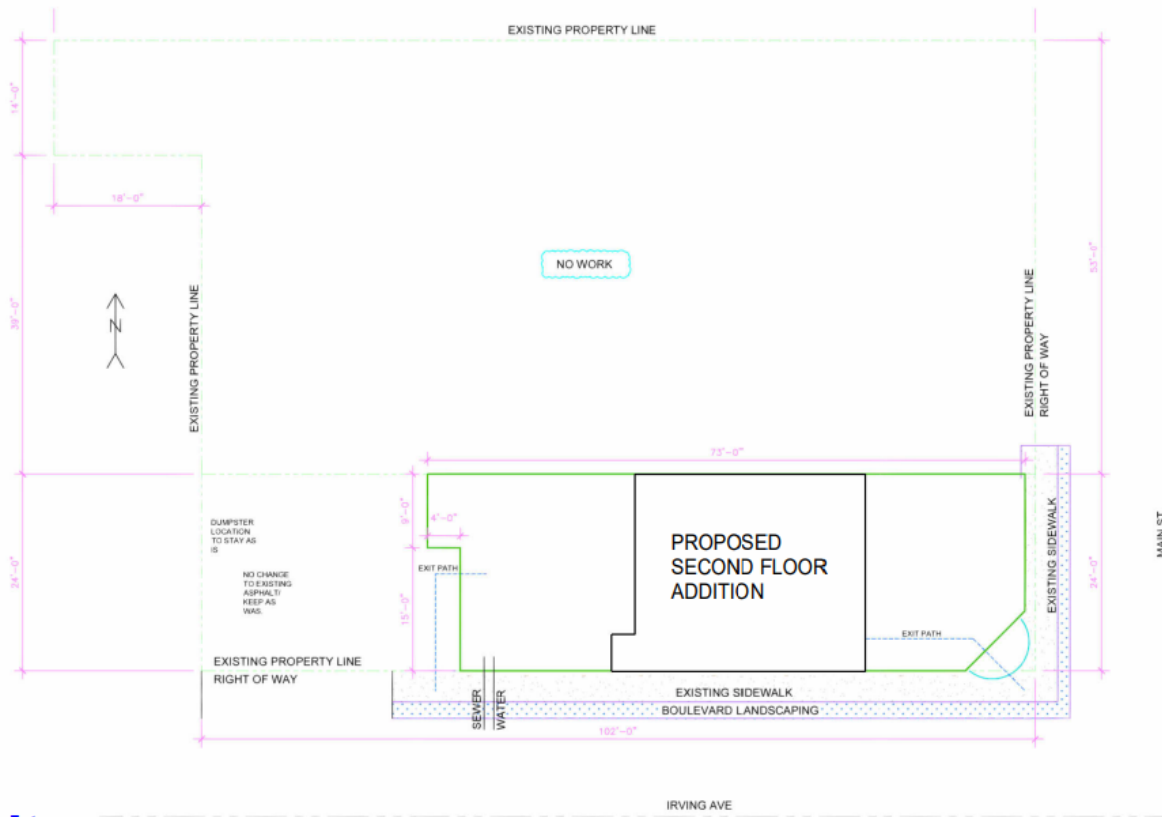 EXISTING PROPERTY LINE
14'-0"
18'-0"
NO WORK
53'-0"
39'-0"
N
EXISTING PROPERTY LINE
EXISTING PROPERTY LINE
RIGHT OF WAY
73'-0"
9'-0"
4'-0"
DUMPSTER
LOCATION
TO STAY AS
IS
MAIN ST
PROPOSED
SECOND FLOOR
ADDITION
EXISTING SIDEWALK
24'-0"
24'-0"
EXIT PATH
NO CHANGE
TO EXISTING
ASPHALT/
KEEP AS
WAS.
15'-0"
EXIT PATH
EXISTING PROPERTY LINE
RIGHT OF WAY
SEWER
WATER
EXISTING SIDEWALK
BOULEVARD LANDSCAPING
102'-0"
IRVING AVE